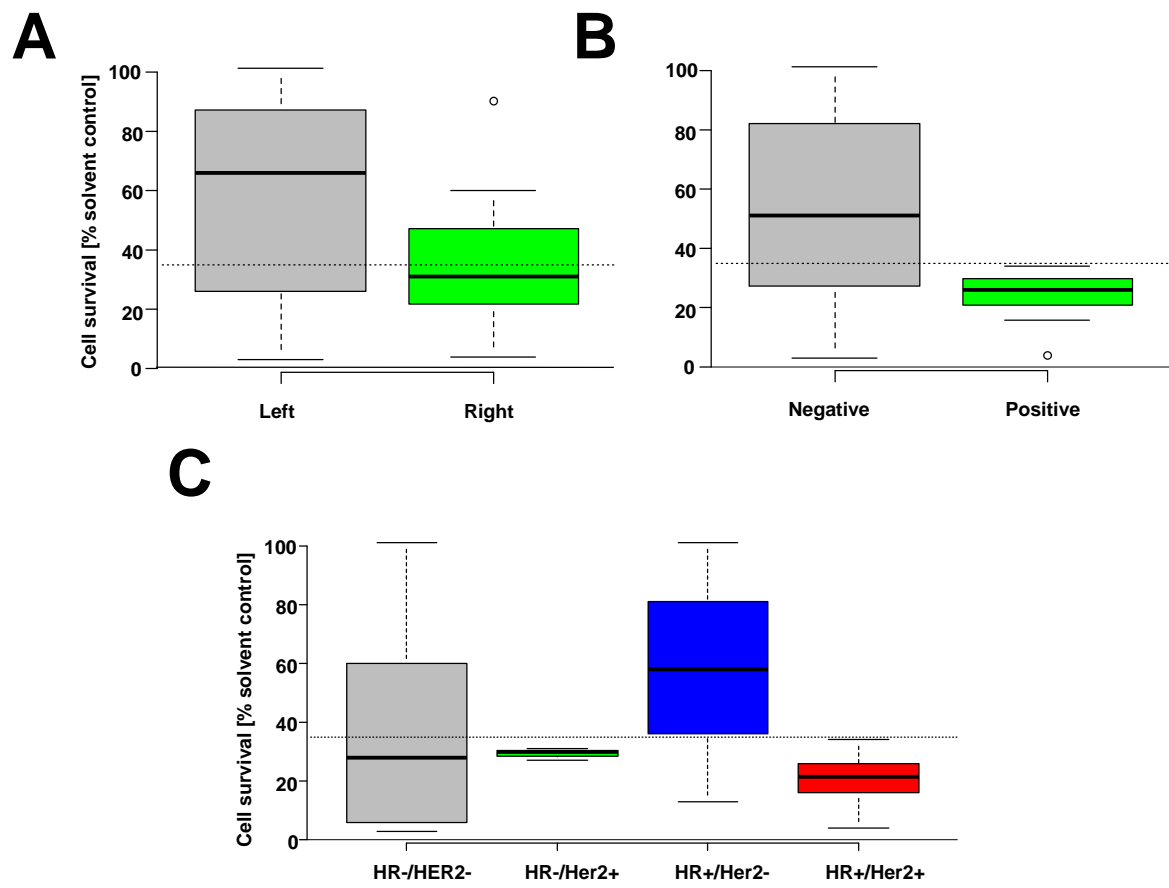 A
B
Cell survival [% solvent control]
100
80
60
40
20
0
Left
Right
100
80
60
40
20
0
Negative
Positive
C
Cell survival [% solvent control]
100
80
60
40
20
0
HR-/HER2-
HR-/Her2+
HR+/Her2-
HR+/Her2+